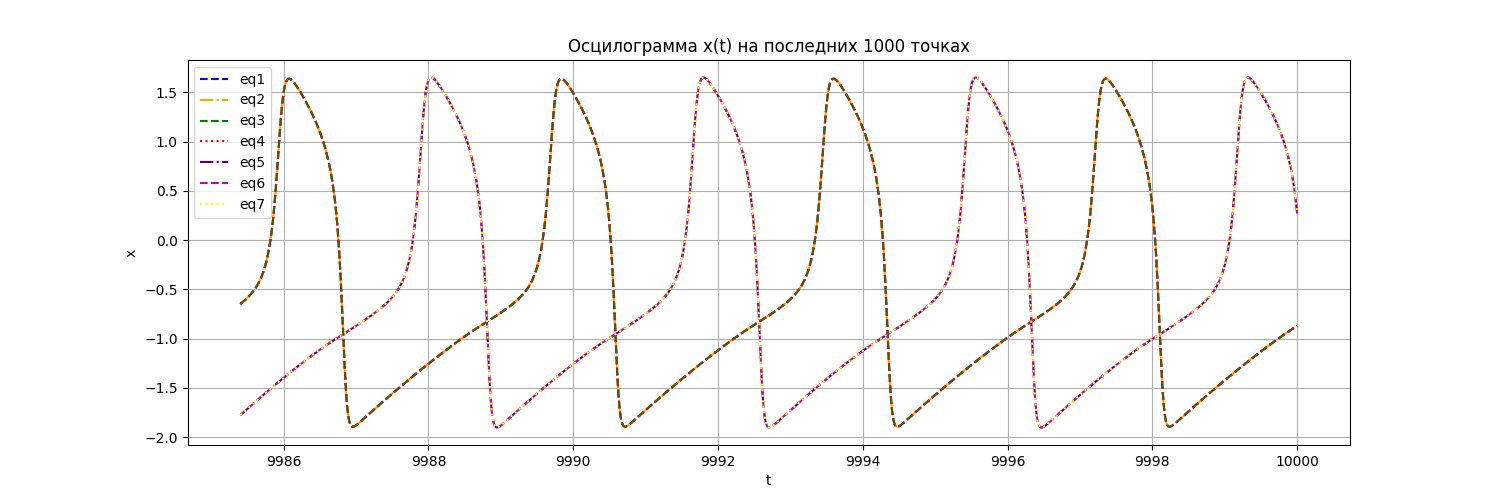 Осцилограмма x(t) на последних 1000 точках
eq1
eq2
eq3
eq4
eq5
eq6
eq7
x
1.5
1.0
0.5
0.0
−0.5
−1.0
−1.5
−2.0
9986 9988 9990 9992 9994 9996 9998 10000
t